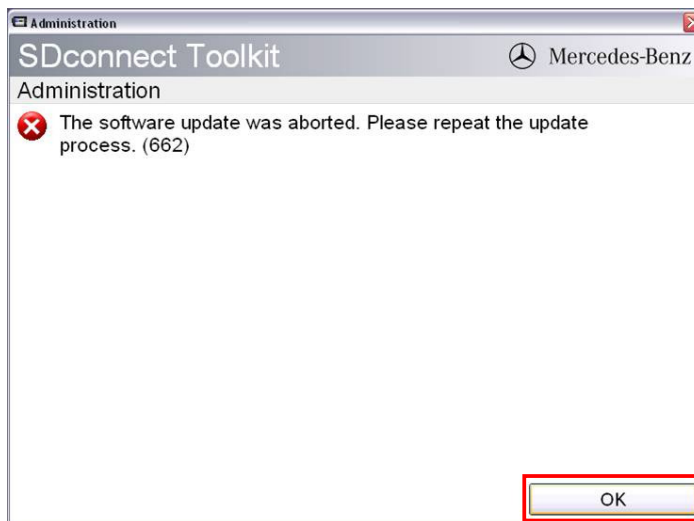 Administration
SDconnect Toolkit
Mercedes-Benz
Administration
The software update was aborted. Please repeat the update
process. (662)
OK